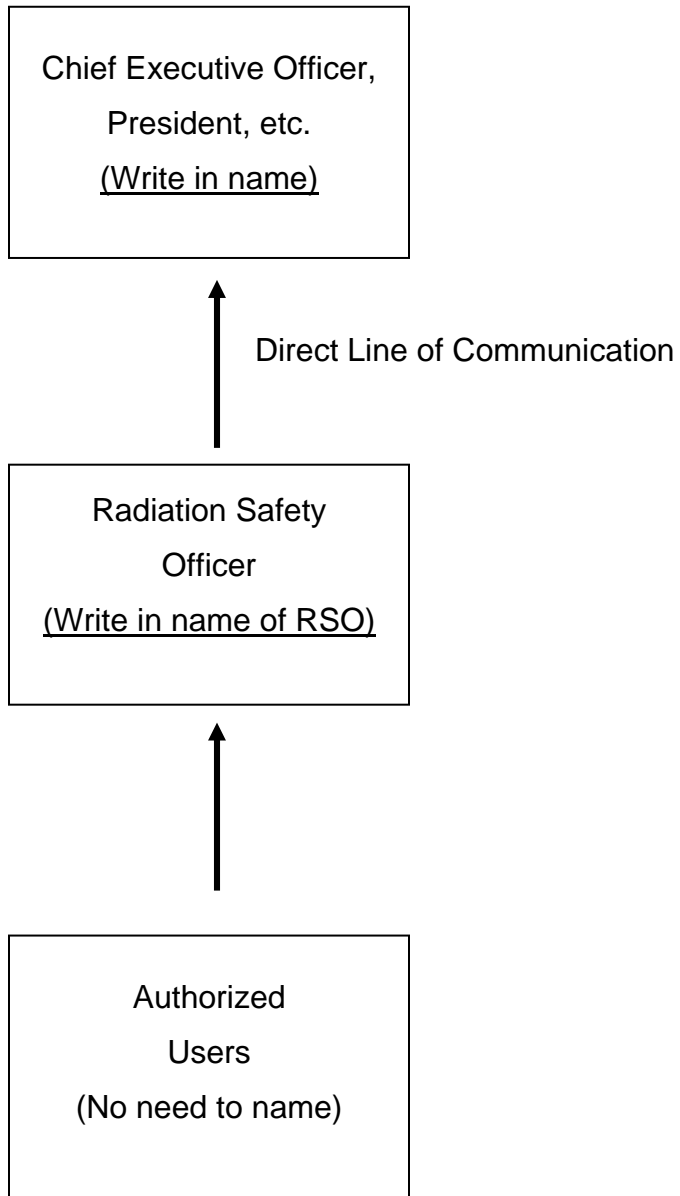 Chief Executive Officer,
President, etc.
(Write in name)
Direct Line of Communication
Radiation Safety
Officer
(Write in name of RSO)
Authorized
Users
(No need to name)